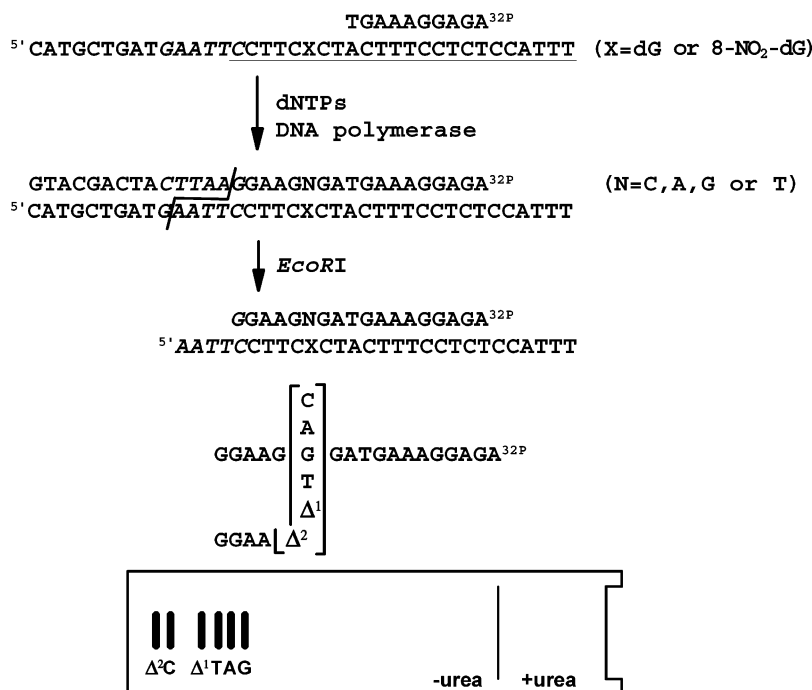 TGAAAGGAGA32P
5'CATGCTGATGAATTCCTTCXCTACTTTCCTCTCCATTT (X=dG or 8-NO2-dG)
dNTPs
DNA polymerase
GTACGACTACTTAAGGAAGNGATGAAAGGAGA32P (N=C,A,G or T)
5'CATGCTGATGAATTCCTTCXCTACTTTCCTCTCCATTT
EcoRI
GGAAGNGATGAAAGGAGA32P
5'AATTCCTTCXCTACTTTCCTCTCCATTT
C
A
GGAAG G GATGAAAGGAGA32P
T
Δ1
GGAA Δ2
Δ2C Δ1TAG -urea +urea